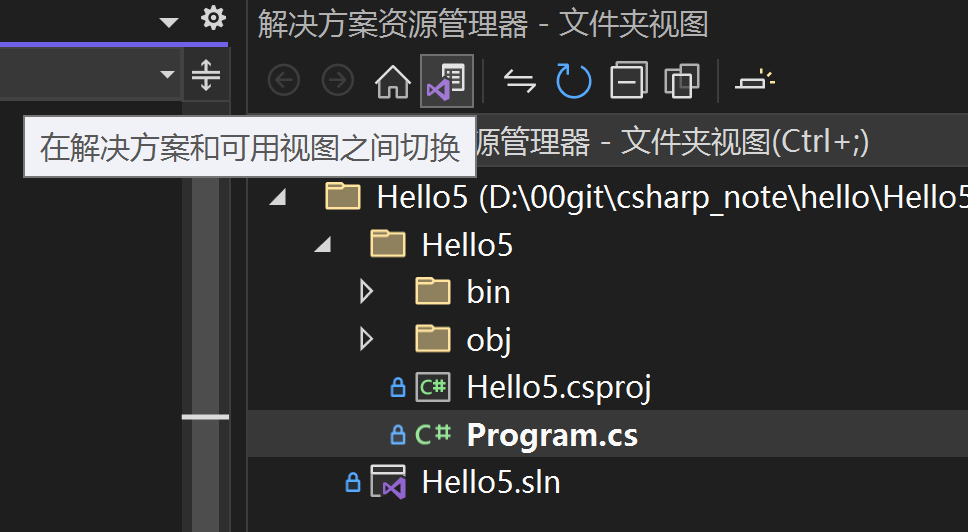 解决方案资源管理器 - 文件夹视图
在解决方案和可用视图之间切换
源管理器 - 文件夹视图(Ctrl+;)
Hello5 (D:\00git\csharp_note\hello\Hello5
Hello5
bin
obj
C# Hello5.csproj
C# Program.cs
Hello5.sln